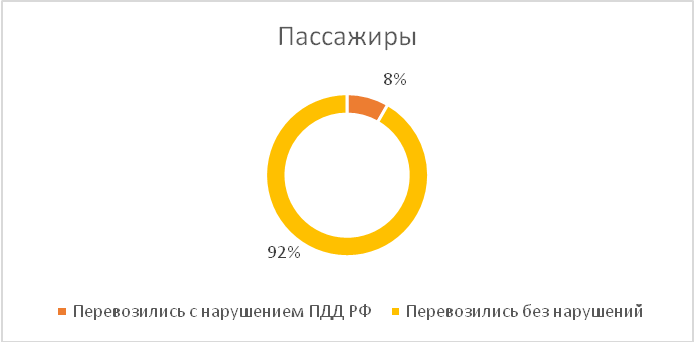 Пассажиры
8%
92%
Перевозились с нарушением ПДД РФ
Перевозились без нарушений